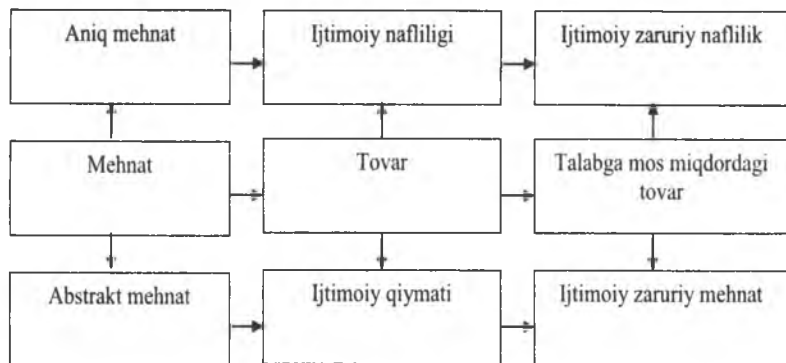 Aniq mehnat
Ijtimoiy nafliligi
Ijtimoiy zaruriy naflilik
Mehnat
Tovar
Talabga mos miqdordagi
tovar
Abstrakt mehnat
Ijtimoiy qiymati
Ijtimoiy zaruriy mehnat